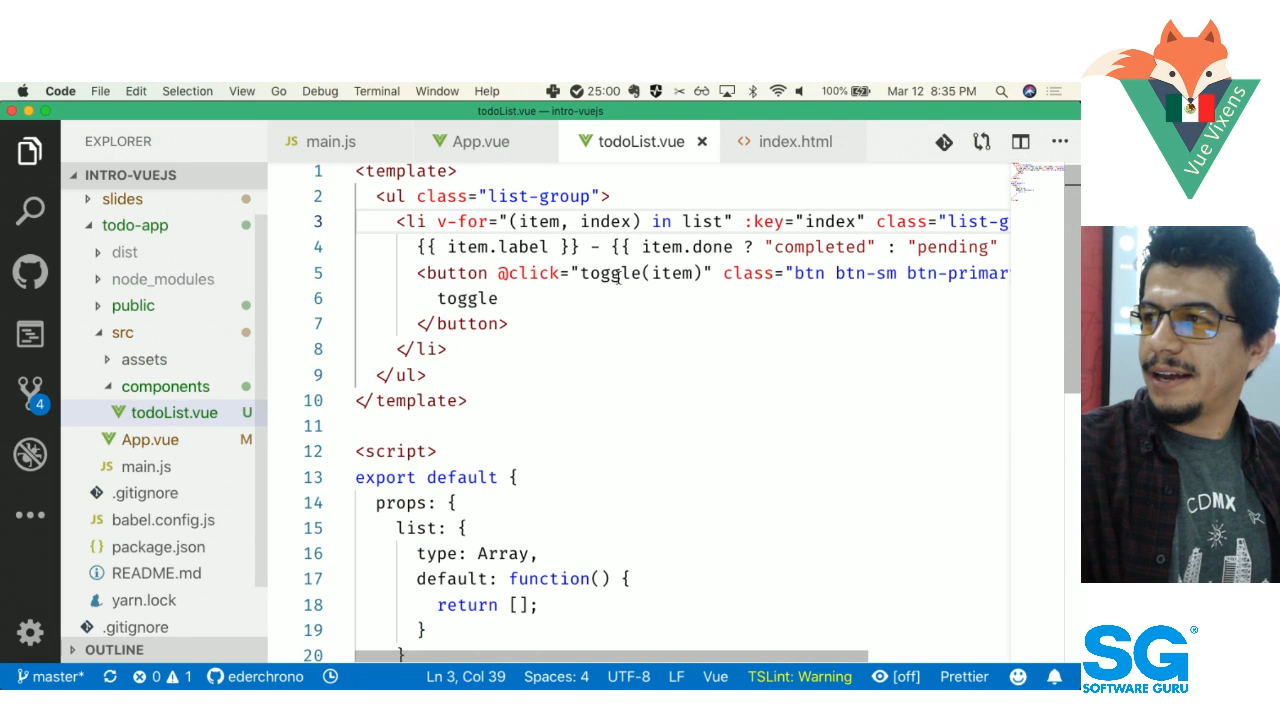 Code File Edit Selection View Go Debug Terminal Window Help 25:00 100% Mar 12 8:35 PM
todoList.vue — intro-vuejs
EXPLORER
JS main.js
App.vue
todoList.vue
index.html
INTRO-VUEJS
slides
todo-app
dist
node_modules
public
src
assets
components
todoList.vue U
App.vue M
JS main.js
.gitignore
JS babel.config.js
{} package.json
README.md
yarn.lock
.gitignore
OUTLINE
4
1 <template>
2 <ul class="list-group">
3 <li v-for="(item, index) in list" :key="index" class="list-g
4 {{ item.label }} - {{ item.done ? "completed" : "pending"
5 <button @click="toggle(item)" class="btn btn-sm btn-primar
6 toggle
7 </button>
8 </li>
9 </ul>
10 </template>
11
12 <script>
13 export default {
14 props: {
15 list: {
16 type: Array,
17 default: function() {
18 return [];
19 }
20 }
master* 0 1 ederchrono Ln 3, Col 39 Spaces: 4 UTF-8 LF Vue TSLint: Warning [off] Prettier
Vue Vixens
CDMX
SG®
SOFTWARE GURU